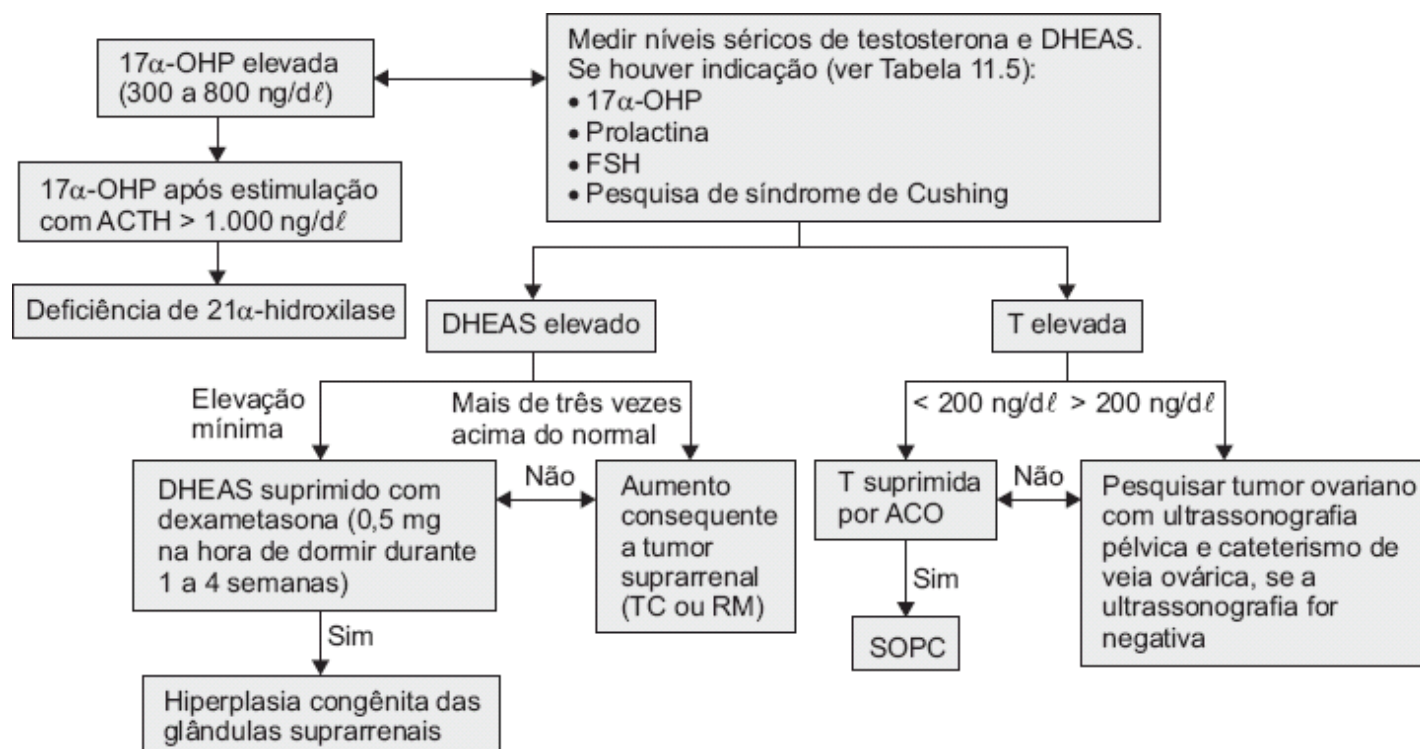 17α-OHP elevada
(300 a 800 ng/dℓ)
Medir níveis séricos de testosterona e DHEAS.
Se houver indicação (ver Tabela 11.5):
• 17α-OHP
• Prolactina
• FSH
• Pesquisa de síndrome de Cushing
17α-OHP após estimulação
com ACTH > 1.000 ng/dℓ
Deficiência de 21α-hidroxilase
DHEAS elevado
T elevada
Elevação
mínima
Mais de três vezes
acima do normal
< 200 ng/dℓ
> 200 ng/dℓ
DHEAS suprimido com
dexametasona (0,5 mg
na hora de dormir durante
1 a 4 semanas)
Não
Aumento
consequente
a tumor
suprarrenal
(TC ou RM)
T suprimida
por ACO
Não
Pesquisar tumor ovariano
com ultrassonografia
pélvica e cateterismo de
veia ovárica, se a
ultrassonografia for
negativa
Sim
Hiperplasia congênita das
glândulas suprarrenais
Sim
SOPC